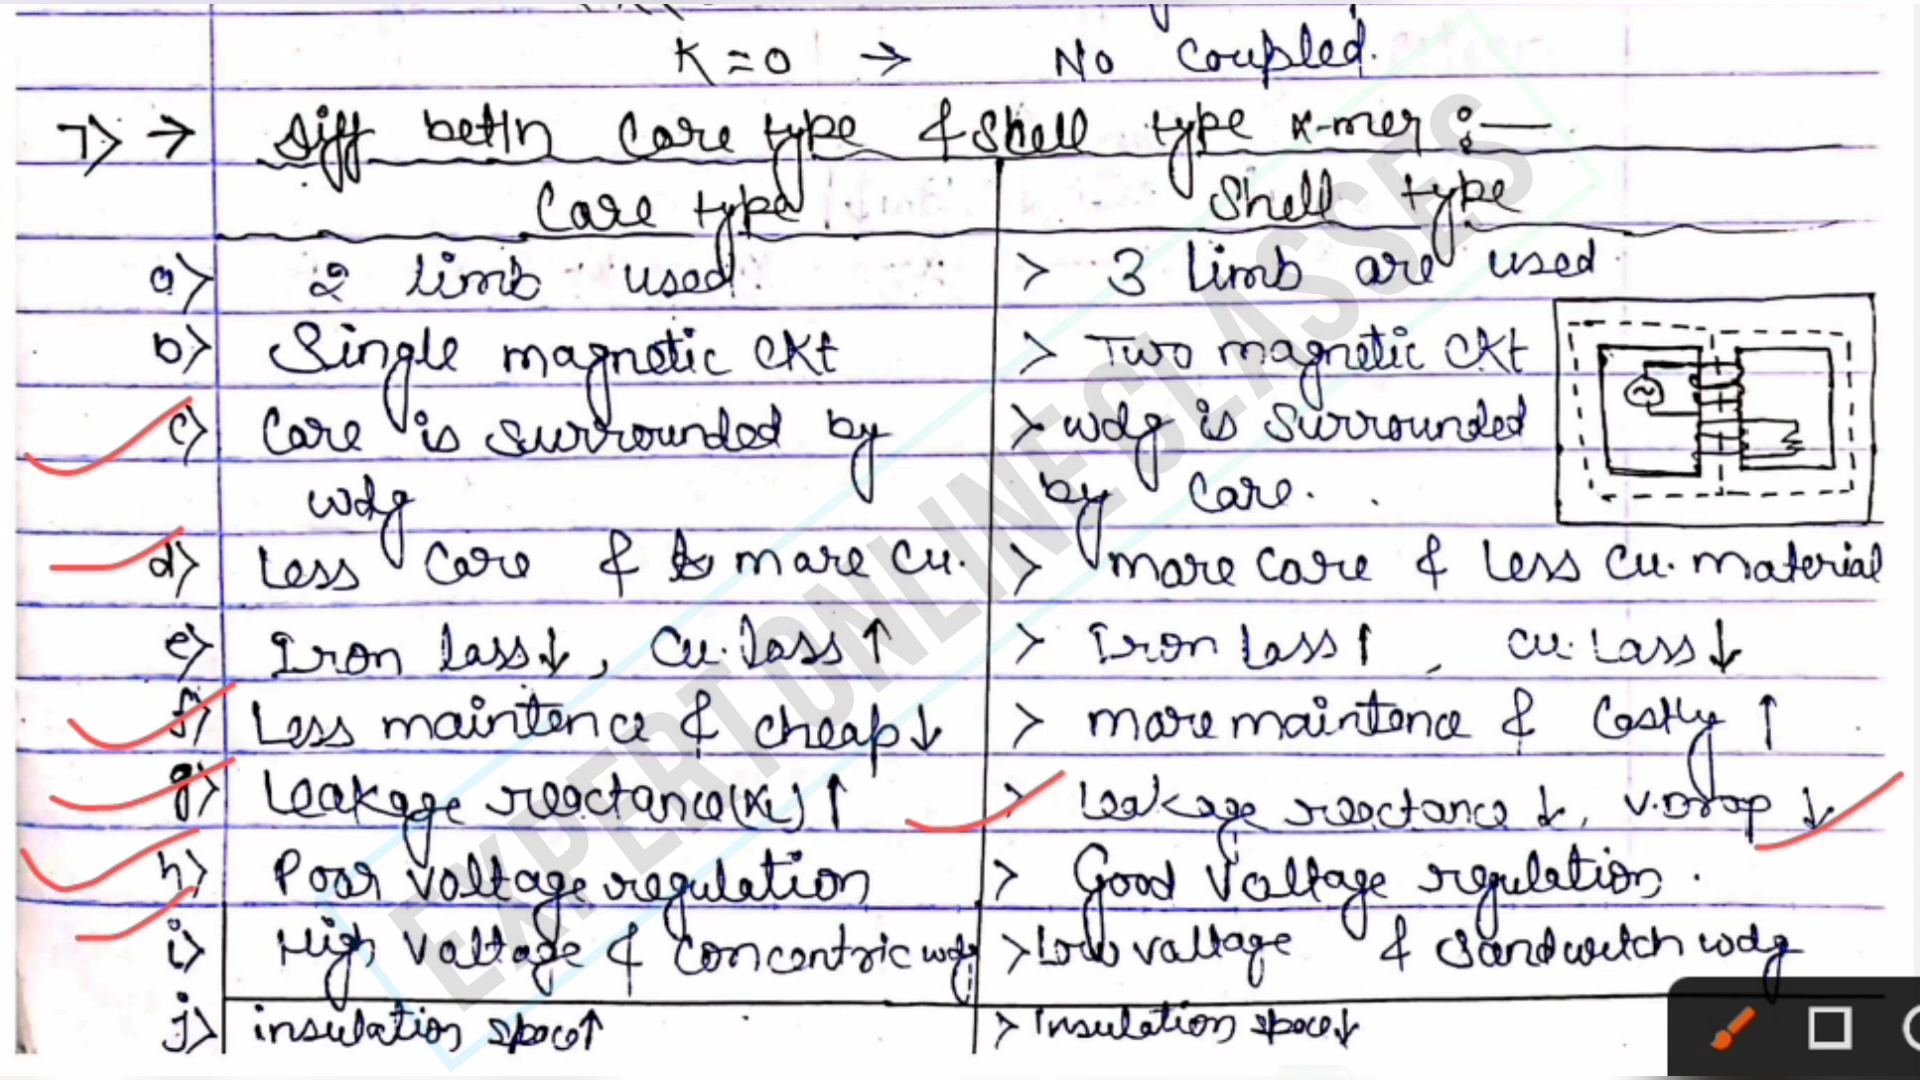 K = 0 → No Coupled.
7) → Diff bet/n Core type & Shell type x-mer :—
Core type Shell type
a) 2 limb used. > 3 limb are used
b) Single magnetic ckt > Two magnetic ckt
c) Core is surrounded by > wdg is surrounded
wdg by core.
d) Less core & more cu. > more core & less cu. material
e) Iron loss↓, cu. loss↑ > Iron loss↑, cu. loss↓
f) Less maintence & cheap↓ > more maintence & costly↑
g) Leakage reactance(XL)↑ > Leakage reactance↓, V.Drop↓
h) Poor voltage regulation > Good voltage regulation.
i) High voltage & concentric wdg > Low valtage & sandwitch wdg
j) insulation space↑ > Insulation space↓
EXPERT ONLINE CLASSES